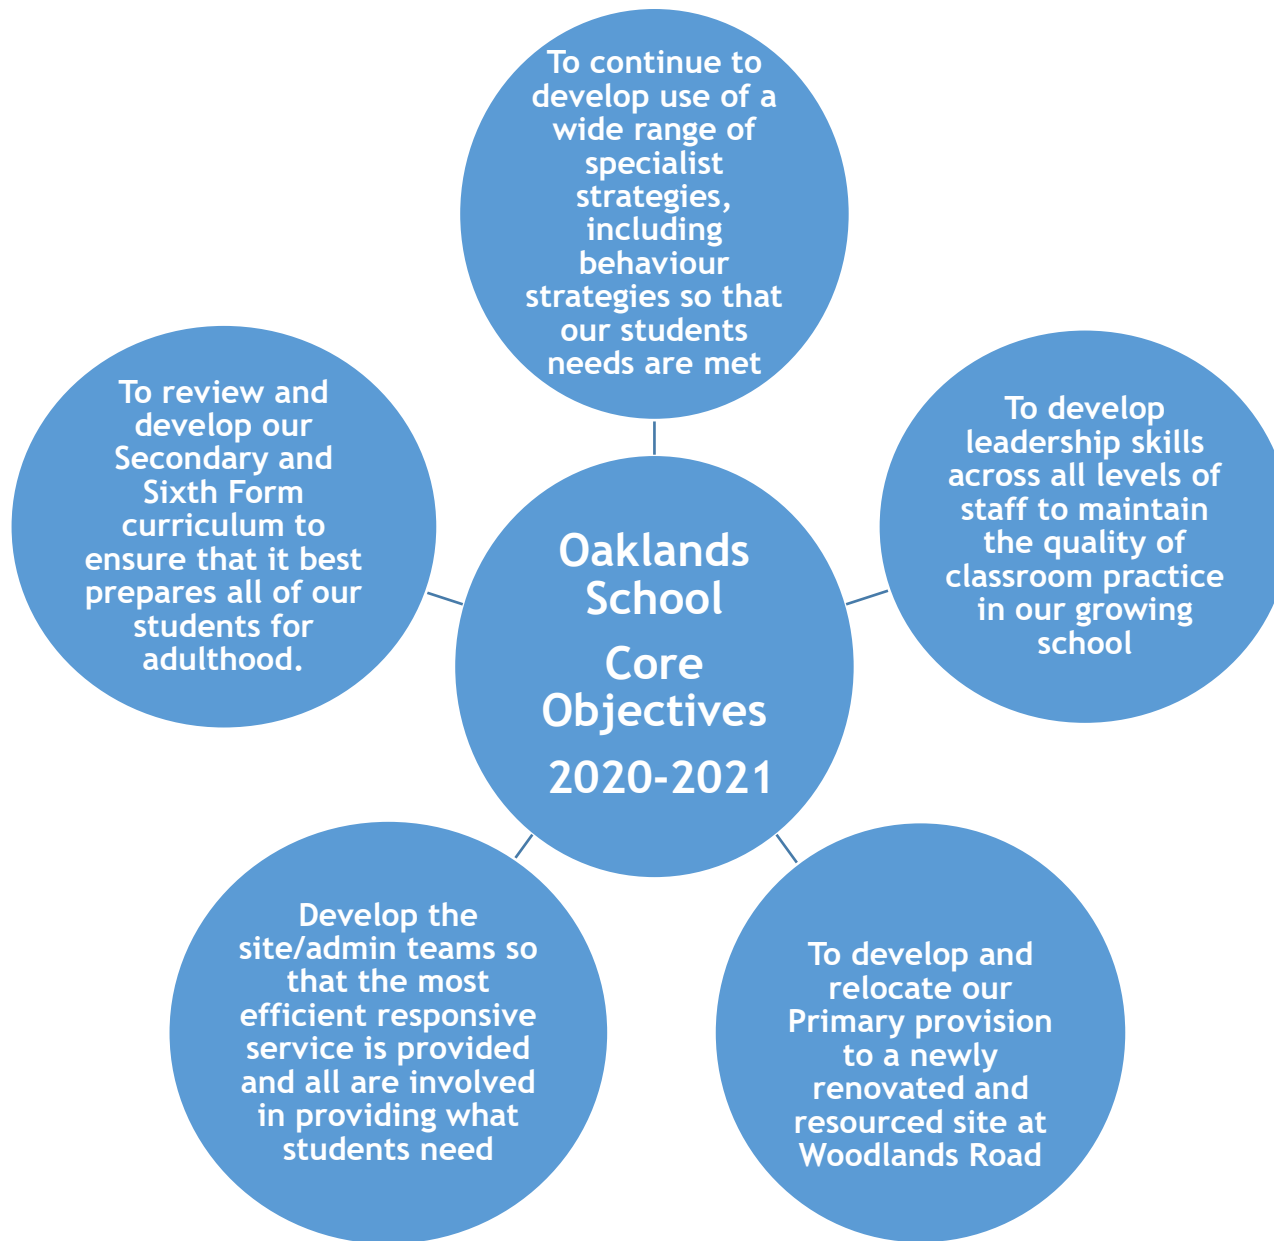 To continue to
develop use of a
wide range of
specialist
strategies,
including
behaviour
strategies so that
our students
needs are met
To review and
develop our
Secondary and
Sixth Form
curriculum to
ensure that it best
prepares all of our
students for
adulthood.
To develop
leadership skills
across all levels of
staff to maintain
the quality of
classroom practice
in our growing
school
Oaklands
School
Core
Objectives
2020-2021
Develop the
site/admin teams so
that the most
efficient responsive
service is provided
and all are involved
in providing what
students need
To develop and
relocate our
Primary provision
to a newly
renovated and
resourced site at
Woodlands Road